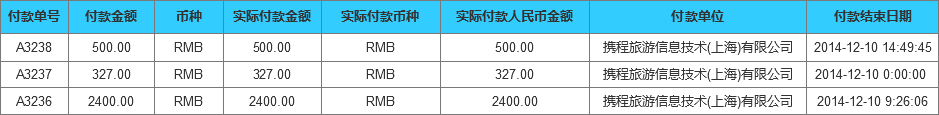 付款单号 付款金额 币种 实际付款金额 实际付款币种 实际付款人民币金额 付款单位 付款结束日期
A3238 500.00 RMB 500.00 RMB 500.00 携程旅游信息技术(上海)有限公司 2014-12-10 14:49:45
A3237 327.00 RMB 327.00 RMB 327.00 携程旅游信息技术(上海)有限公司 2014-12-10 0:00:00
A3236 2400.00 RMB 2400.00 RMB 2400.00 携程旅游信息技术(上海)有限公司 2014-12-10 9:26:06